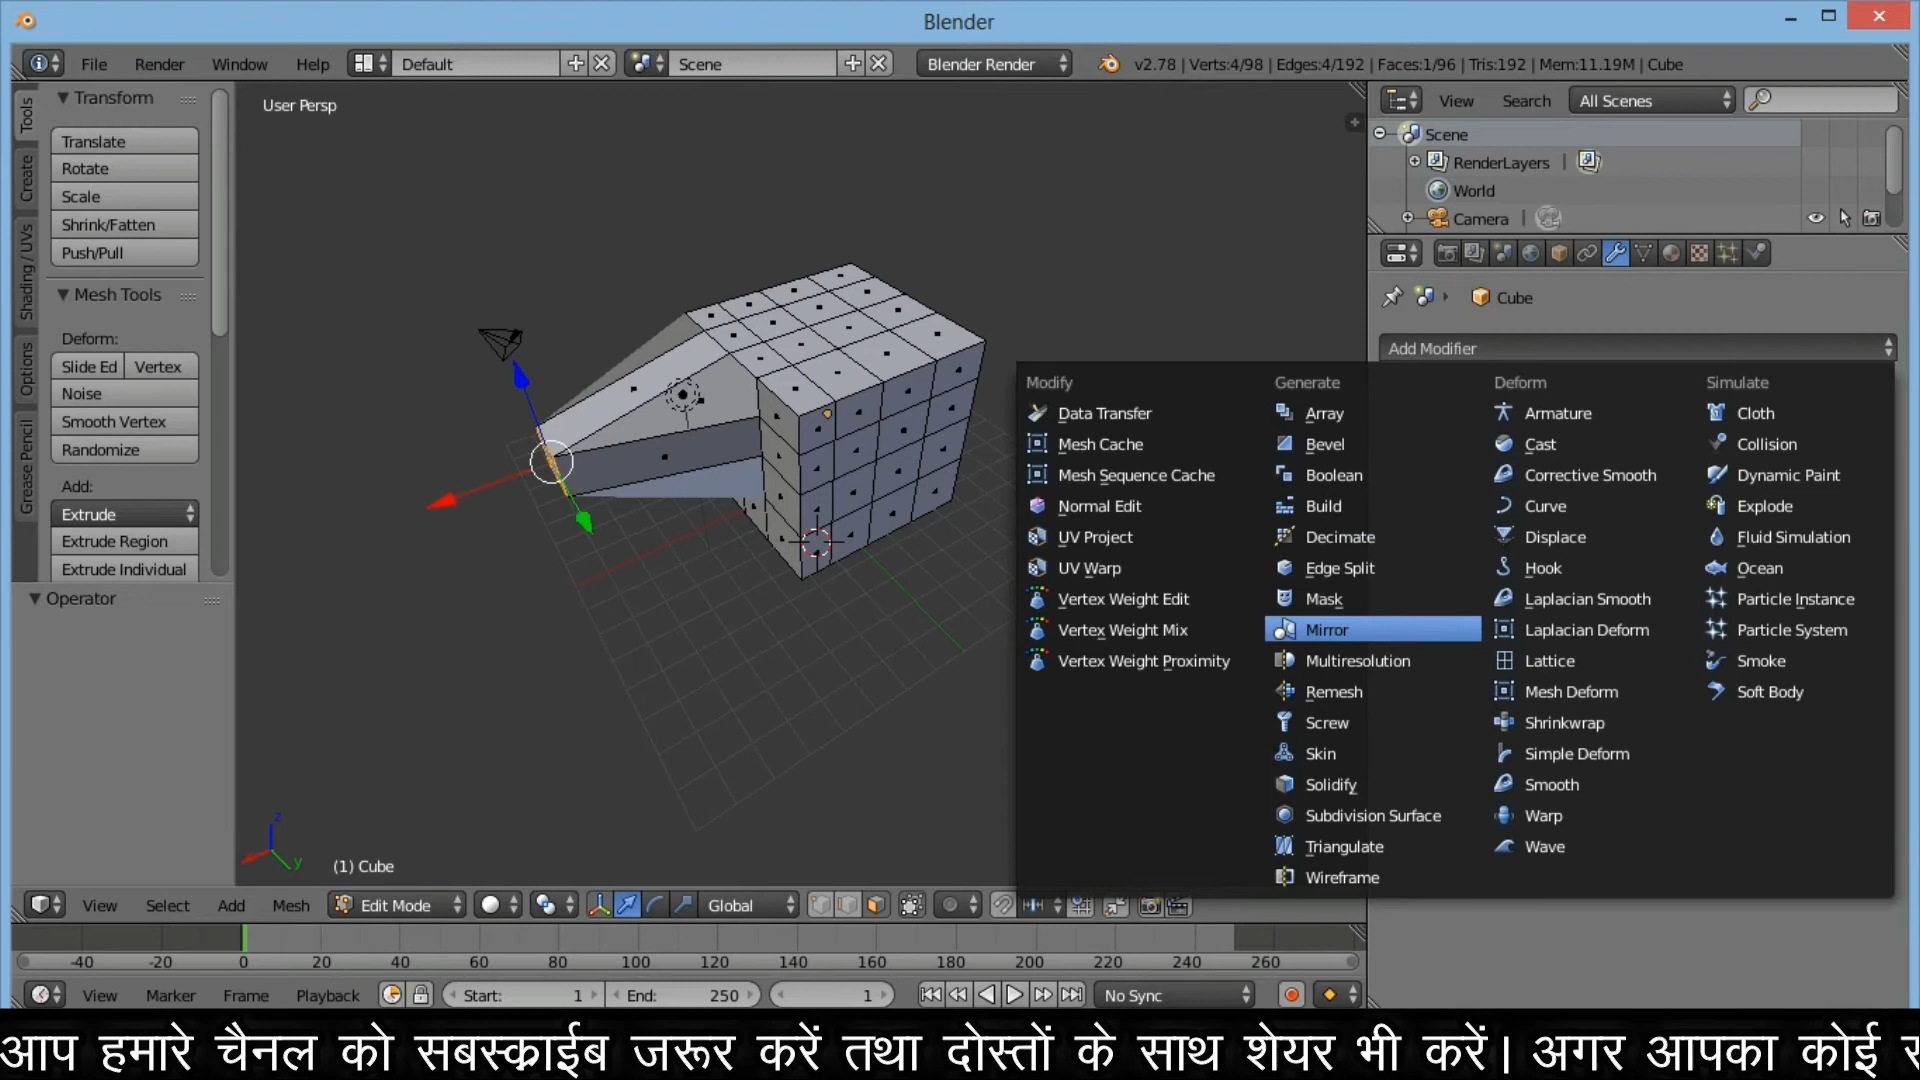 Blender
File Render Window Help Default Scene Blender Render v2.78 | Verts:4/98 | Edges:4/192 | Faces:1/96 | Tris:192 | Mem:11.19M | Cube
Tools
Create
Shading / UVs
Options
Grease Pencil
Transform
Translate
Rotate
Scale
Shrink/Fatten
Push/Pull
Mesh Tools
Deform:
Slide Ed Vertex
Noise
Smooth Vertex
Randomize
Add:
Extrude
Extrude Region
Extrude Individual
Operator
User Persp
z
y
(1) Cube
View Search All Scenes
Scene
RenderLayers
World
Camera
Cube
Add Modifier
Modify
Data Transfer
Mesh Cache
Mesh Sequence Cache
Normal Edit
UV Project
UV Warp
Vertex Weight Edit
Vertex Weight Mix
Vertex Weight Proximity
Generate
Array
Bevel
Boolean
Build
Decimate
Edge Split
Mask
Mirror
Multiresolution
Remesh
Screw
Skin
Solidify
Subdivision Surface
Triangulate
Wireframe
Deform
Armature
Cast
Corrective Smooth
Curve
Displace
Hook
Laplacian Smooth
Laplacian Deform
Lattice
Mesh Deform
Shrinkwrap
Simple Deform
Smooth
Warp
Wave
Simulate
Cloth
Collision
Dynamic Paint
Explode
Fluid Simulation
Ocean
Particle Instance
Particle System
Smoke
Soft Body
View Select Add Mesh Edit Mode Global
-40 -20 0 20 40 60 80 100 120 140 160 180 200 220 240 260
View Marker Frame Playback Start: 1 End: 250 1 No Sync
आप हमारे चैनल को सबस्क्राईब जरूर करें तथा दोस्तों के साथ शेयर भी करें। अगर आपका कोई